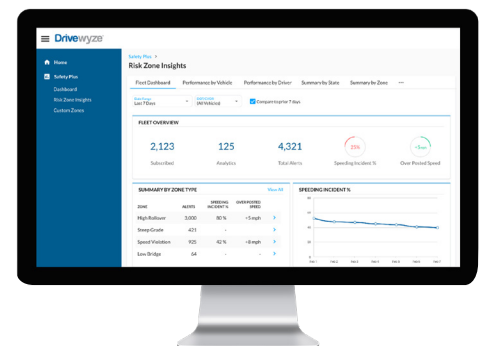 Drivewyze
Home
Safety Plus
Dashboard
Risk Zone Insights
Custom Zones
Safety Plus >
Risk Zone Insights
Fleet Dashboard Performance by Vehicle Performance by Driver Summary by State Summary by Zone ...
Last 7 Days (All Vehicles) Compare to prior 7 days
FLEET OVERVIEW
2,123 125 4,321
Subscribed Analytics Total Alerts Speeding Incident % Over Posted Speed
SUMMARY BY ZONE TYPE View All SPEEDING INCIDENT %
ZONE ALERTS SPEEDING INCIDENT % OVER POSTED SPEED
High Rollover 3,000 80 % +5 mph >
Steep Grade 421 - >
Speed Violation 925 42 % +8 mph >
Low Bridge 64 - - >